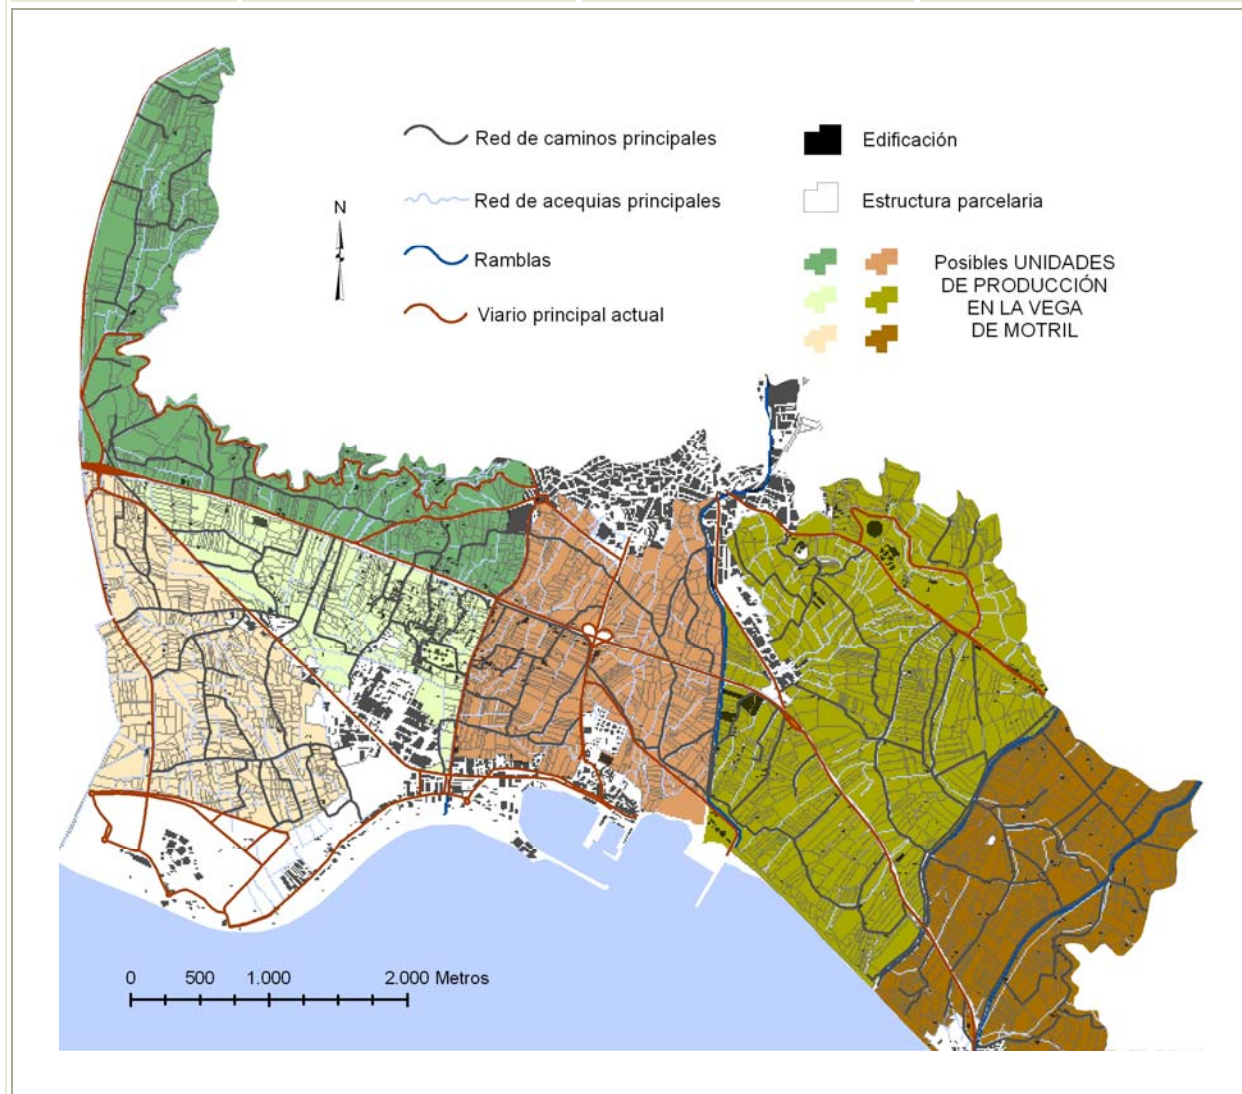 Red de caminos principales
Edificación
Red de acequias principales
Estructura parcelaria
N
Ramblas
Viario principal actual
Posibles UNIDADES
DE PRODUCCIÓN
EN LA VEGA
DE MOTRIL
0 500 1.000 2.000 Metros